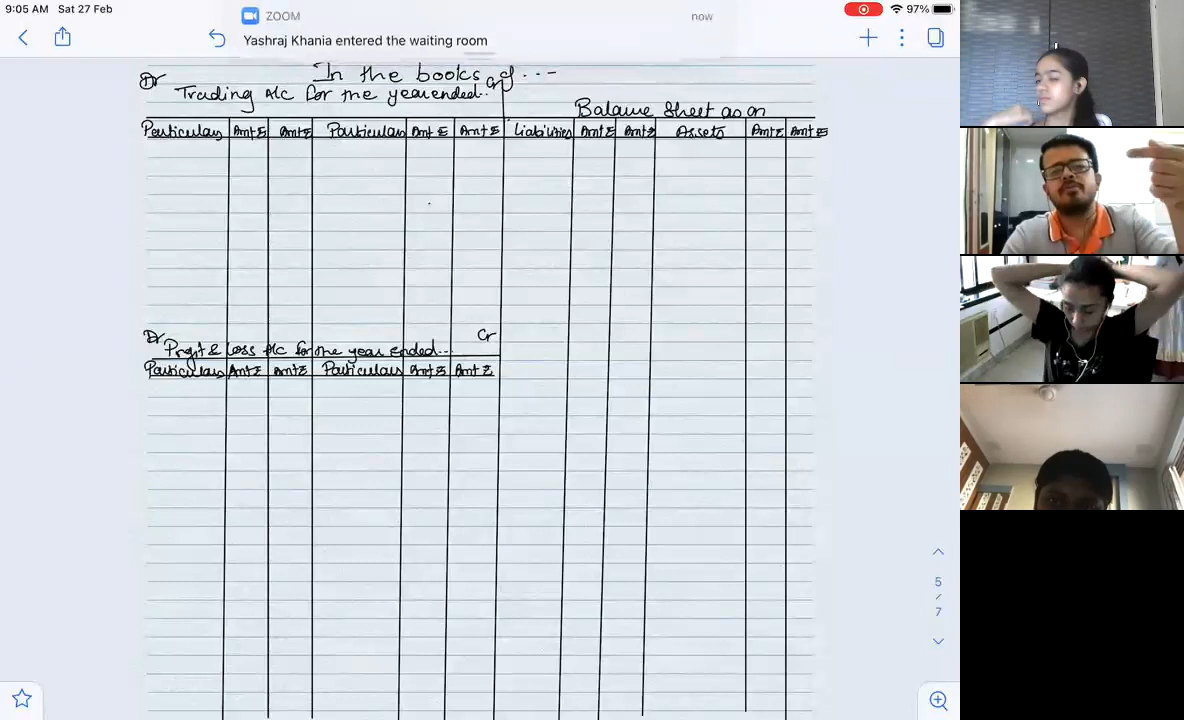 9:05 AM Sat 27 Feb
97%
ZOOM now
Yashraj Khania entered the waiting room
In the books of ---
Dr Cr
Trading A/c for the year ended..
Balance Sheet as on
Particulars Amt ₹ Amt ₹ Particulars Amt ₹ Amt ₹ Liabilities Amt ₹ Amt ₹ Assets Amt ₹ Amt ₹
Dr Cr
Profit & Loss A/c for the year ended...
Particulars Amt ₹ Amt ₹ Particulars Amt ₹ Amt ₹
5
/
7